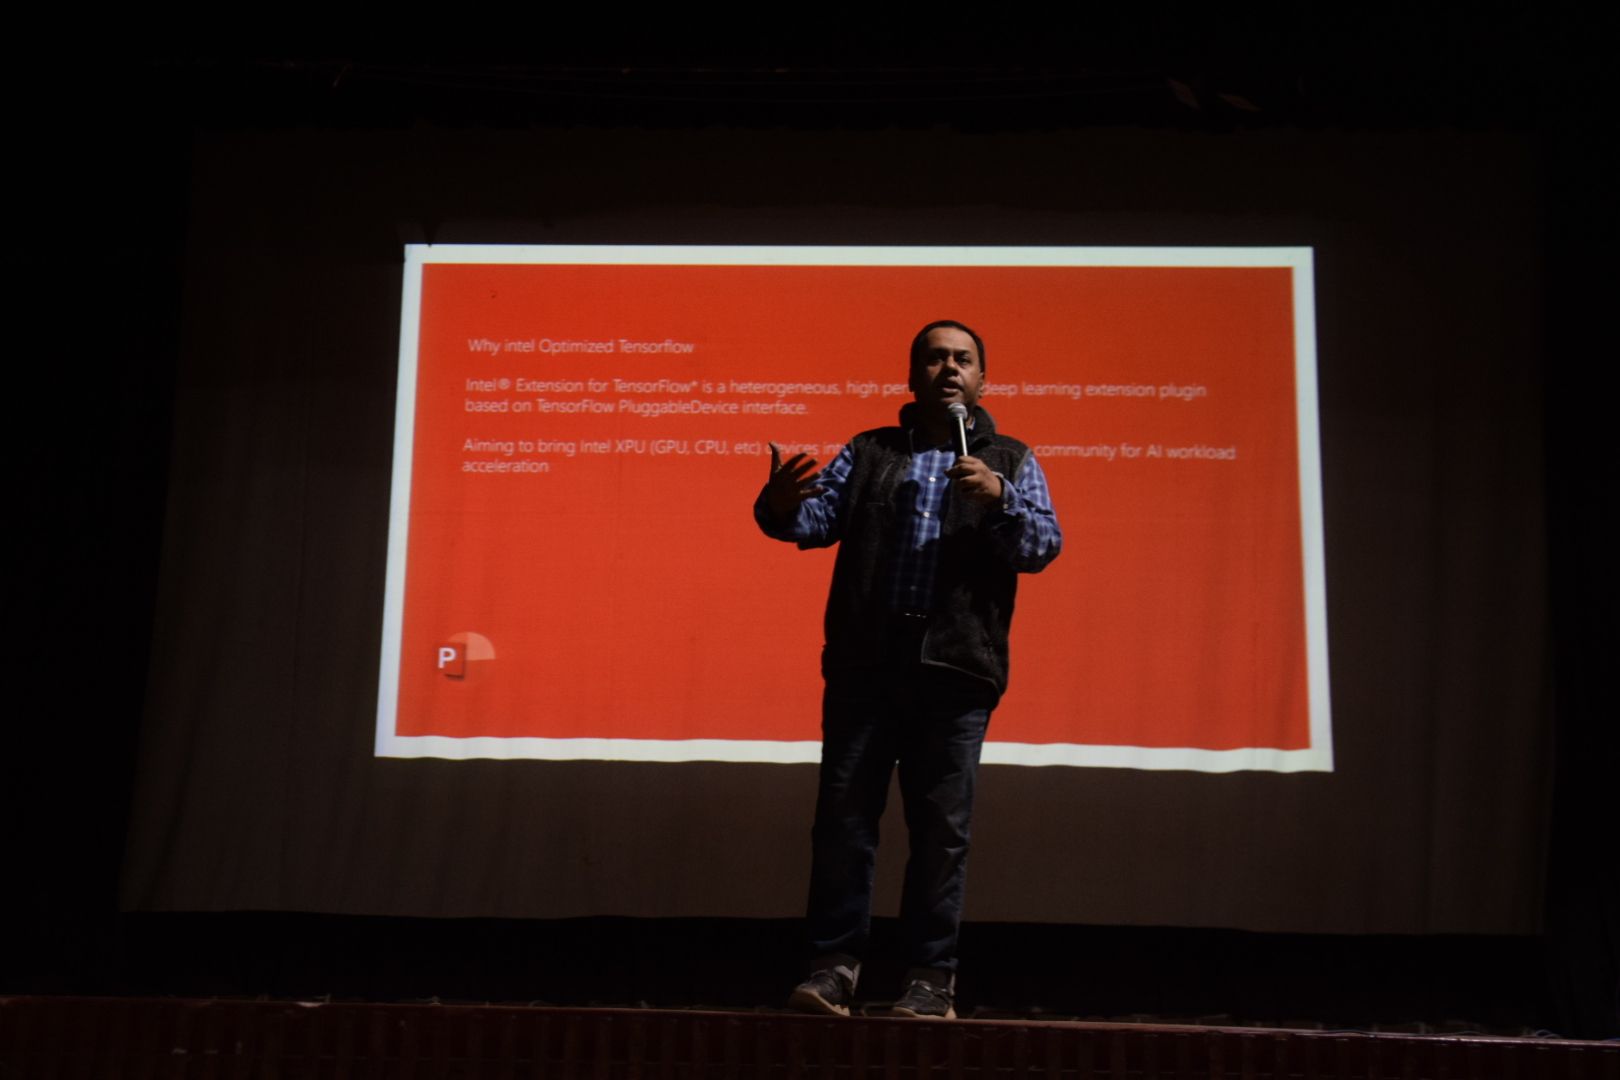 Why intel Optimized Tensorflow
Intel® Extension for TensorFlow* is a heterogeneous, high deep learning extension plugin
based on TensorFlow PluggableDevice interface.
Aiming to bring Intel XPU (GPU, CPU, etc) devices community for AI workload
acceleration
P